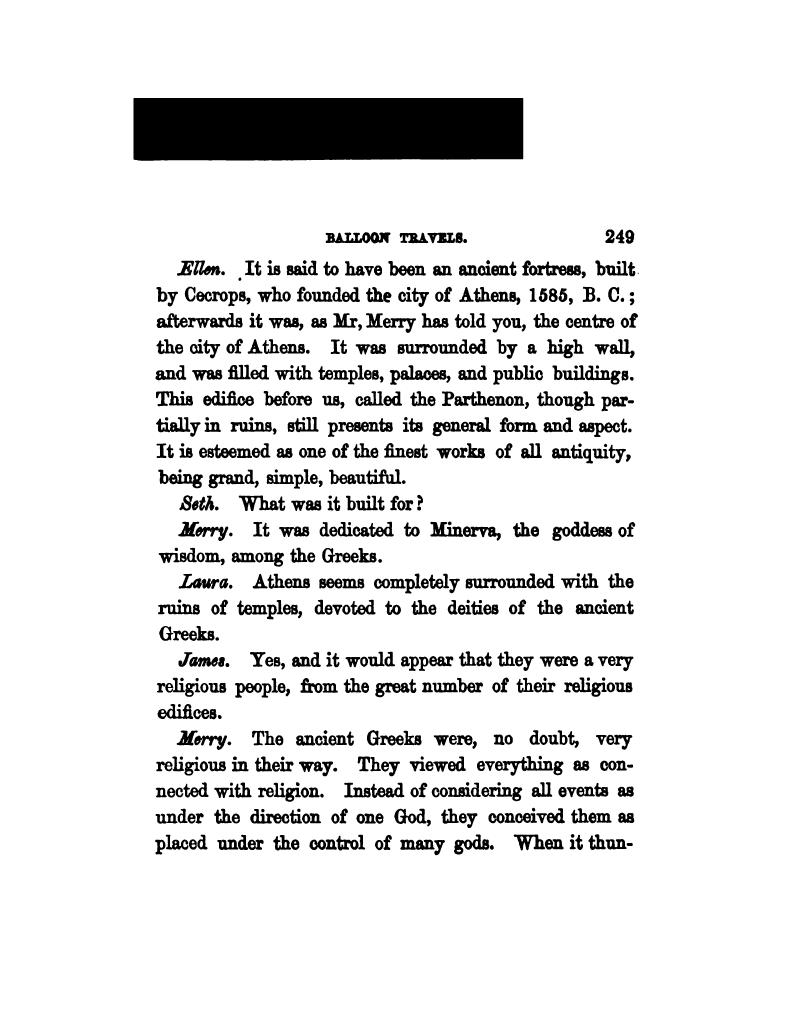 BALLOON TRAVELS. 249
Ellen. It is said to have been an ancient fortress, built
by Cecrops, who founded the city of Athens, 1585, B. C.;
afterwards it was, as Mr, Merry has told you, the centre of
the city of Athens. It was surrounded by a high wall,
and was filled with temples, palaces, and public buildings.
This edifice before us, called the Parthenon, though par-
tially in ruins, still presents its general form and aspect.
It is esteemed as one of the finest works of all antiquity,
being grand, simple, beautiful.
Seth. What was it built for?
Merry. It was dedicated to Minerva, the goddess of
wisdom, among the Greeks.
Laura. Athens seems completely surrounded with the
ruins of temples, devoted to the deities of the ancient
Greeks.
James. Yes, and it would appear that they were a very
religious people, from the great number of their religious
edifices.
Merry. The ancient Greeks were, no doubt, very
religious in their way. They viewed everything as con-
nected with religion. Instead of considering all events as
under the direction of one God, they conceived them as
placed under the control of many gods. When it thun-